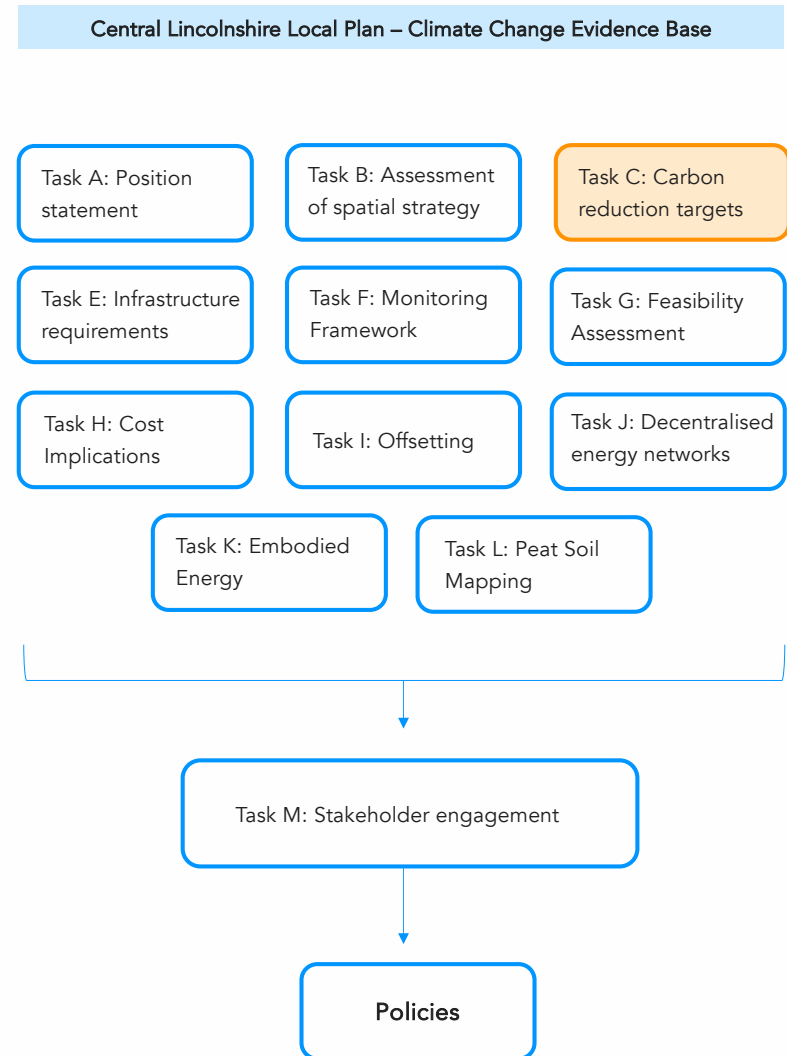 Central Lincolnshire Local Plan – Climate Change Evidence Base
Task A: Position
statement
Task B: Assessment
of spatial strategy
Task C: Carbon
reduction targets
Task E: Infrastructure
requirements
Task F: Monitoring
Framework
Task G: Feasibility
Assessment
Task H: Cost
Implications
Task I: Offsetting
Task J: Decentralised
energy networks
Task K: Embodied
Energy
Task L: Peat Soil
Mapping
Task M: Stakeholder engagement
Policies